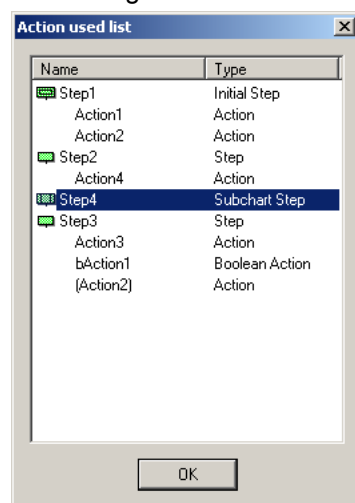 Action used list
Name Type
Step1 Initial Step
Action1 Action
Action2 Action
Step2 Step
Action4 Action
Step4 Subchart Step
Step3 Step
Action3 Action
bAction1 Boolean Action
(Action2) Action
OK